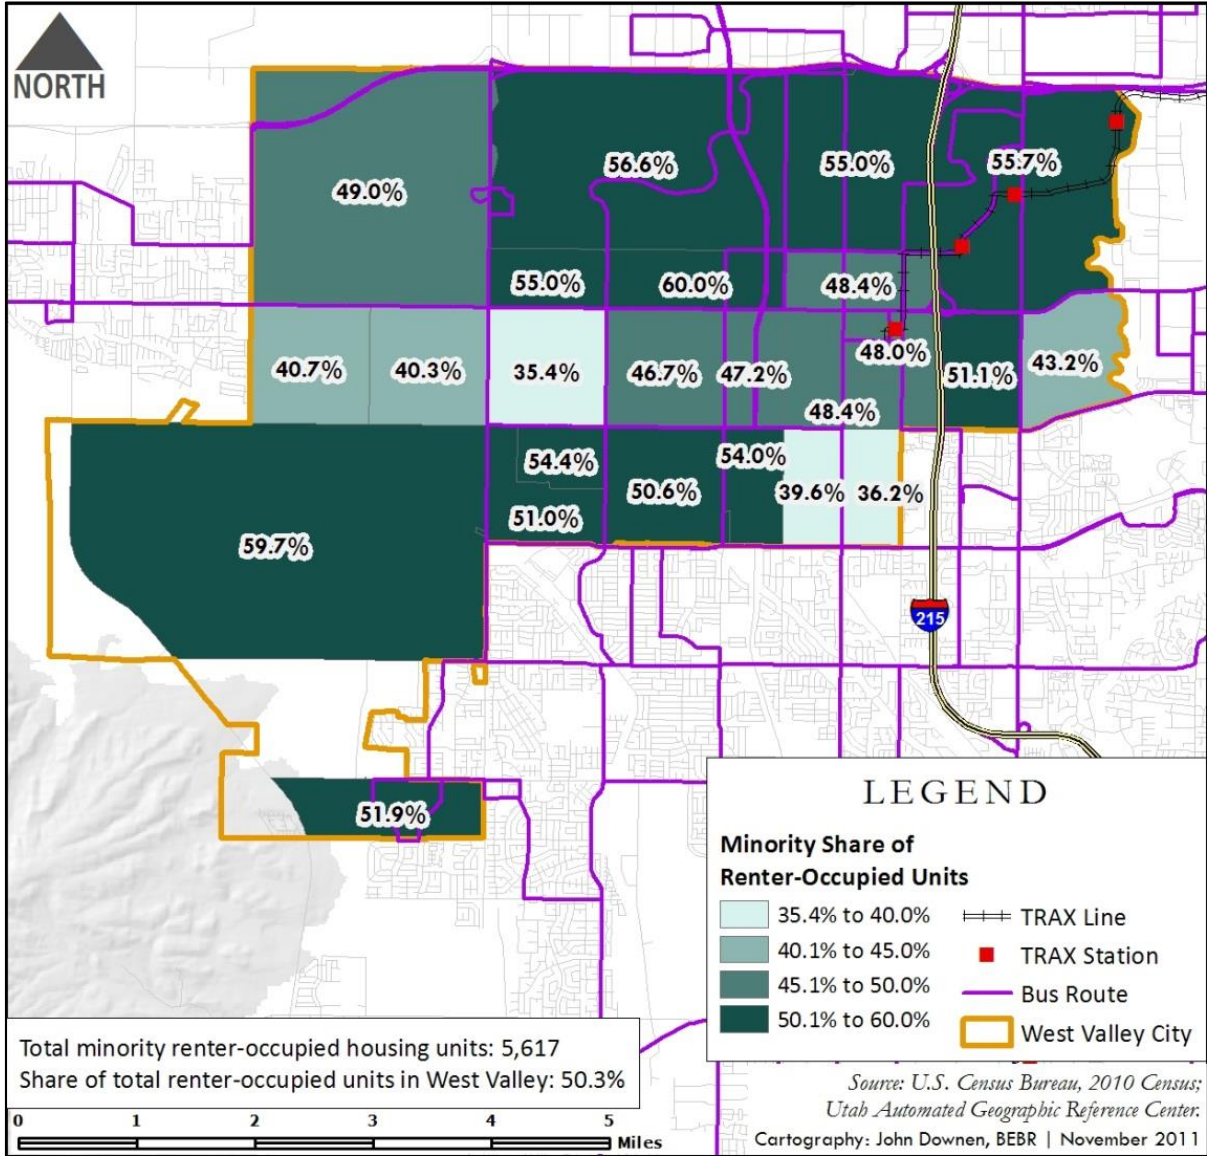 NORTH
56.6%
55.0%
55.7%
49.0%
55.0%
60.0%
48.4%
40.7%
40.3%
35.4%
46.7%
47.2%
48.0%
51.1%
43.2%
48.4%
54.4%
54.0%
50.6%
39.6%
36.2%
51.0%
59.7%
215
51.9%
LEGEND
Minority Share of
Renter-Occupied Units
35.4% to 40.0%
40.1% to 45.0%
45.1% to 50.0%
50.1% to 60.0%
TRAX Line
TRAX Station
Bus Route
West Valley City
Total minority renter-occupied housing units: 5,617
Share of total renter-occupied units in West Valley: 50.3%
Source: U.S. Census Bureau, 2010 Census;
Utah Automated Geographic Reference Center.
Cartography: John Downen, BEBR | November 2011
0 1 2 3 4 5
Miles